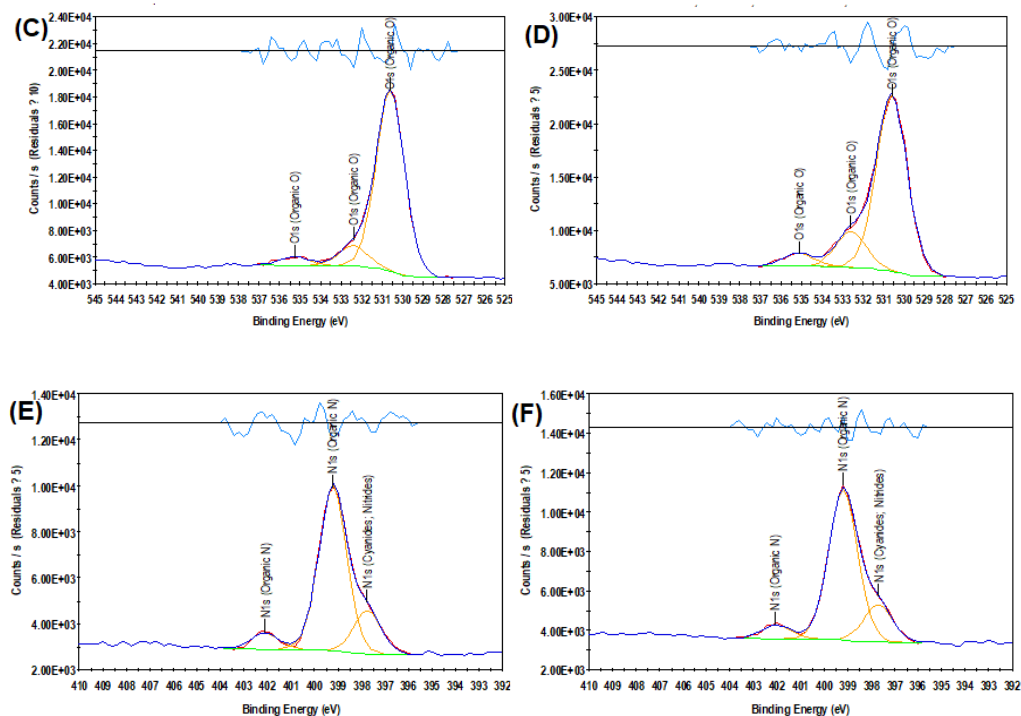 (C)
Counts / s (Residuals ? 10)
2.40E+04
2.20E+04
2.00E+04
1.80E+04
1.60E+04
1.40E+04
1.20E+04
1.00E+04
8.00E+03
6.00E+03
4.00E+03
O1s (Organic O)
O1s (Organic O)
O1s (Organic O)
545 544 543 542 541 540 539 538 537 536 535 534 533 532 531 530 529 528 527 526 525
Binding Energy (eV)
(D)
Counts / s (Residuals ? 5)
3.00E+04
2.50E+04
2.00E+04
1.50E+04
1.00E+04
5.00E+03
O1s (Organic O)
O1s (Organic O)
O1s (Organic O)
545 544 543 542 541 540 539 538 537 536 535 534 533 532 531 530 529 528 527 526 525
Binding Energy (eV)
(E)
Counts / s (Residuals ? 5)
1.40E+04
1.20E+04
1.00E+04
8.00E+03
6.00E+03
4.00E+03
2.00E+03
N1s (Organic N)
N1s (Organic N)
N1s (Cyanides; Nitrides)
410 409 408 407 406 405 404 403 402 401 400 399 398 397 396 395 394 393 392
Binding Energy (eV)
(F)
Counts / s (Residuals ? 5)
1.60E+04
1.40E+04
1.20E+04
1.00E+04
8.00E+03
6.00E+03
4.00E+03
2.00E+03
N1s (Organic N)
N1s (Organic N)
N1s (Cyanides; Nitrides)
410 409 408 407 406 405 404 403 402 401 400 399 398 397 396 395 394 393 392
Binding Energy (eV)